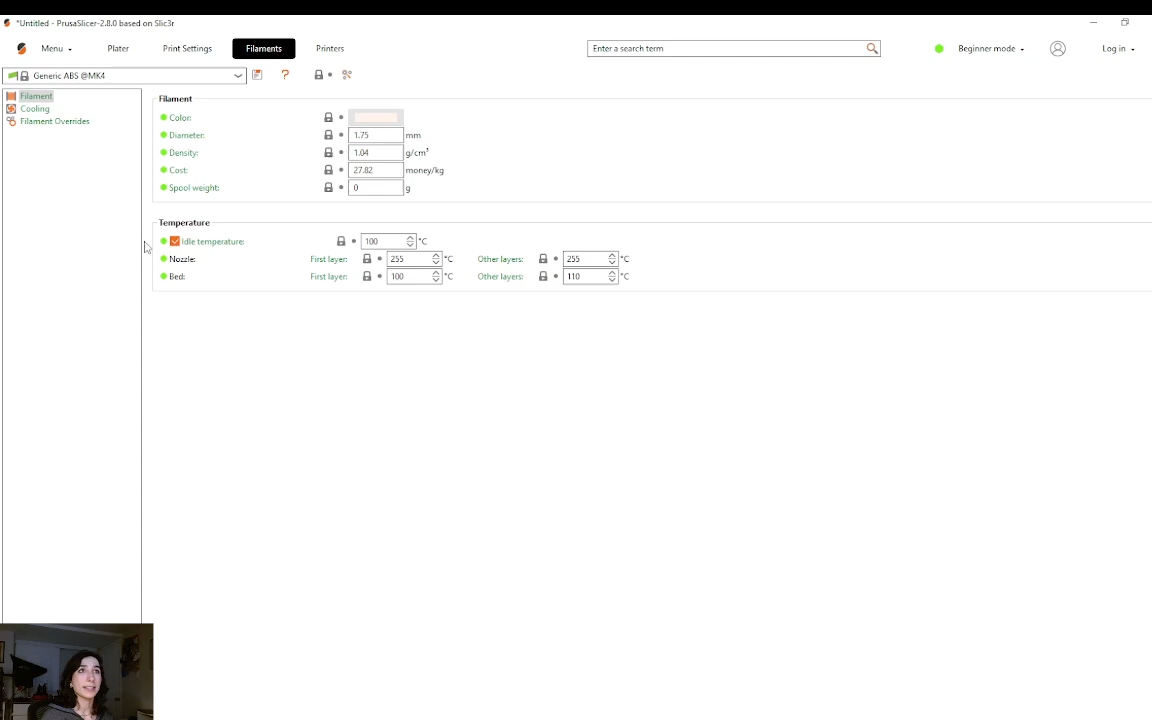 *Untitled - PrusaSlicer-2.8.0 based on Slic3r
Menu Plater Print Settings Filaments Printers Enter a search term Beginner mode Log in
Generic ABS @MK4 ?
Filament
Cooling
Filament Overrides
Filament
Color:
Diameter: 1.75 mm
Density: 1.04 g/cm³
Cost: 27.82 money/kg
Spool weight: 0 g
Temperature
Idle temperature: 100 °C
Nozzle: First layer: 255 °C Other layers: 255 °C
Bed: First layer: 100 °C Other layers: 110 °C